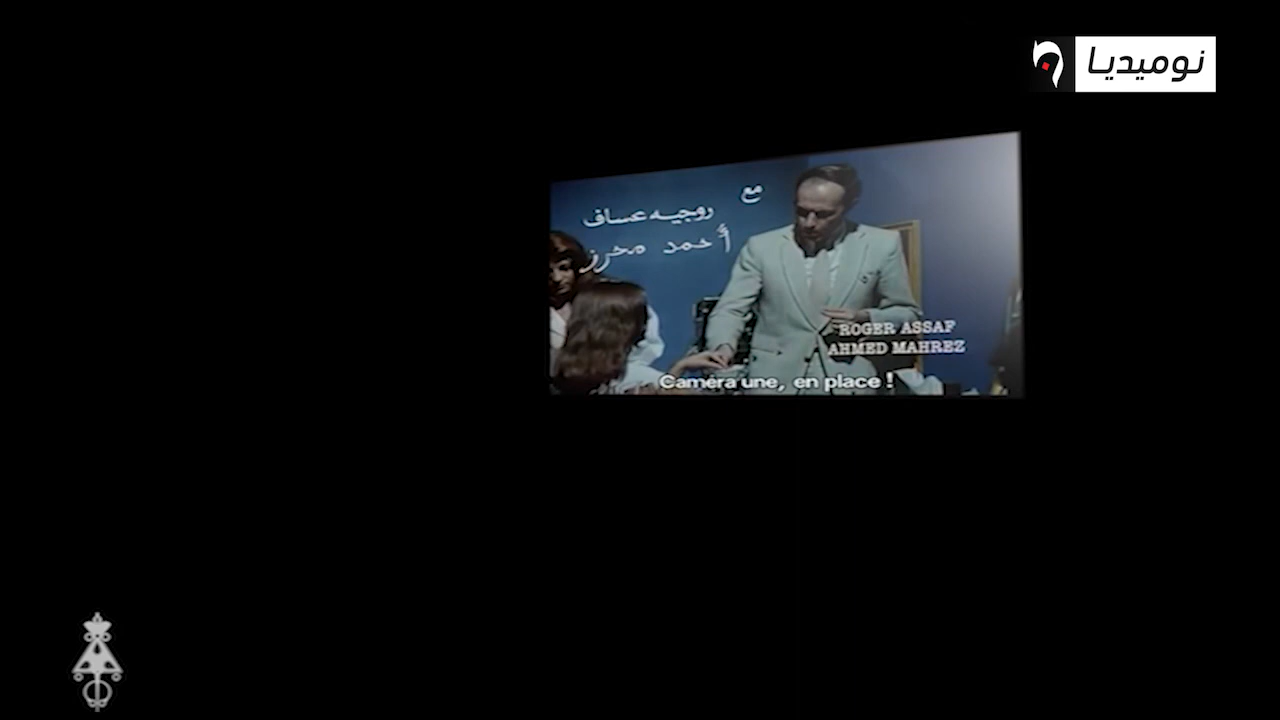 نوميديا
مع
روجيه عساف
أحمد محرز
ROGER ASSAF
AHMED MAHREZ
Caméra une, en place !